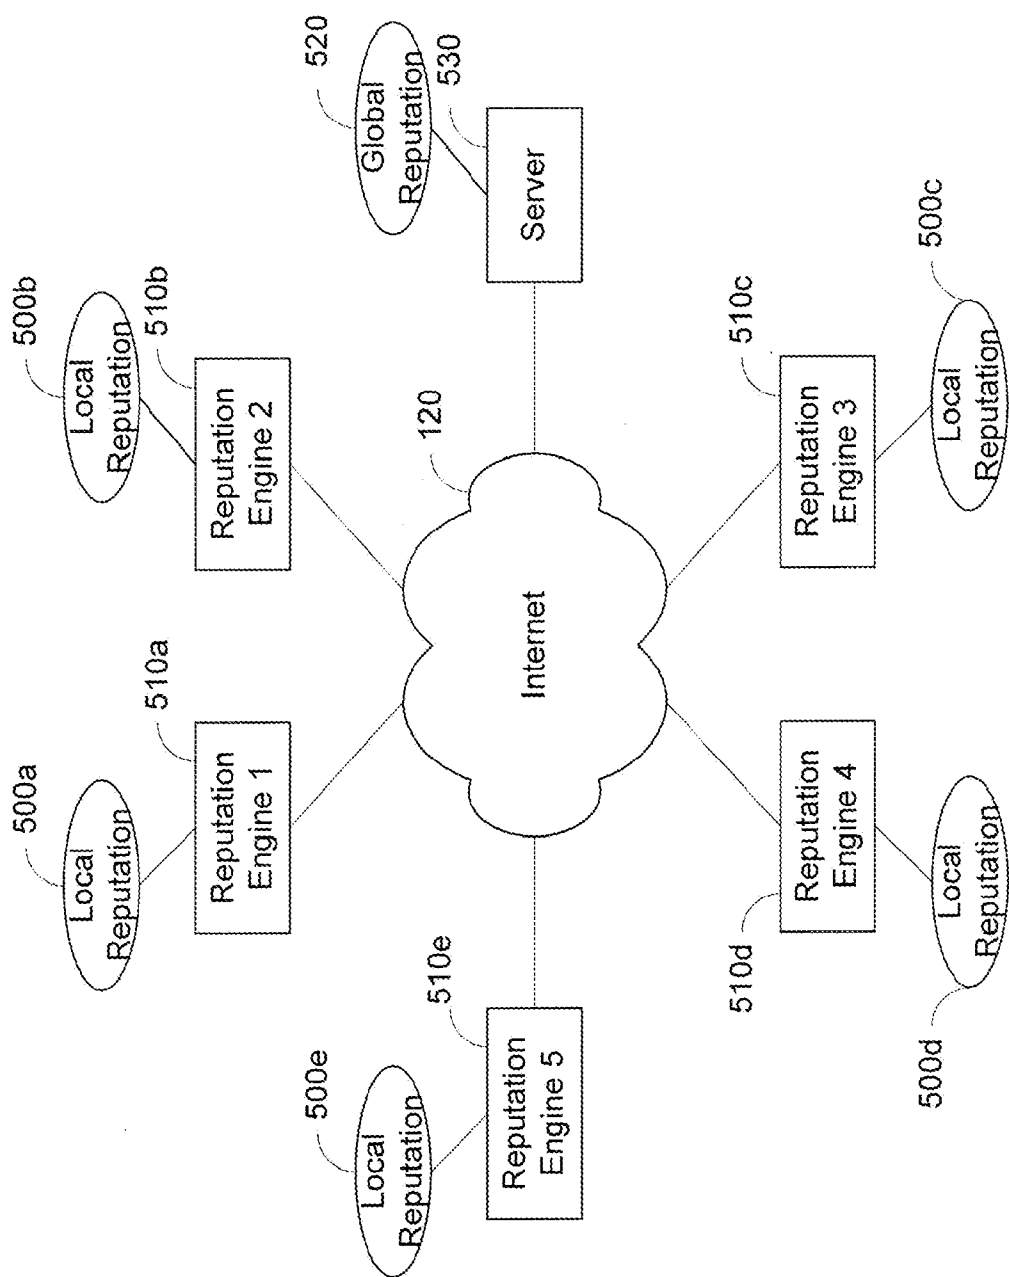 500a
Local
Reputation
510a
Reputation
Engine 1
500b
Local
Reputation
510b
Reputation
Engine 2
500e
Local
Reputation
510e
Reputation
Engine 5
120
Internet
520
Global
Reputation
530
Server
510d
Reputation
Engine 4
500d
Local
Reputation
510c
Reputation
Engine 3
500c
Local
Reputation